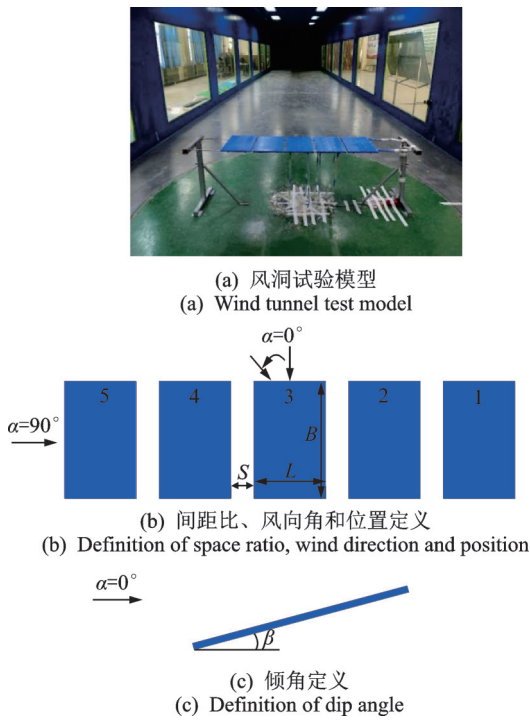 (a) 风洞试验模型
(a) Wind tunnel test model
α=0°
5 4 3 2 1
α=90°
B
S L
(b) 间距比、风向角和位置定义
(b) Definition of space ratio, wind direction and position
α=0°
β
(c) 倾角定义
(c) Definition of dip angle